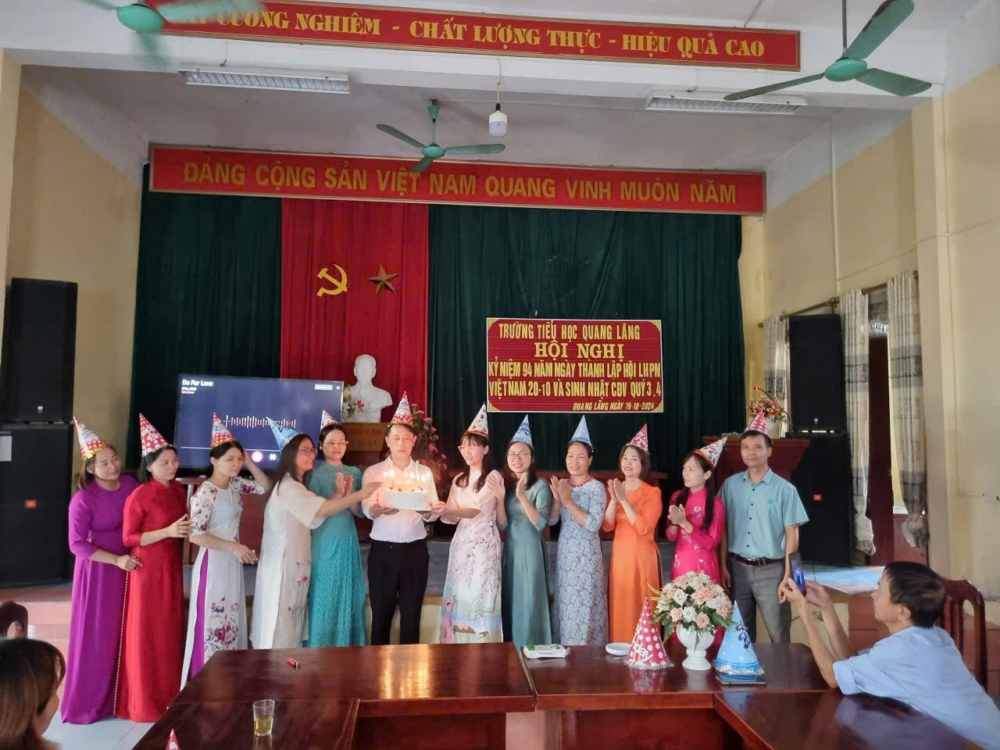 CƯƠNG NGHIÊM - CHẤT LƯỢNG THỰC - HIỆU QUẢ CAO
ĐẢNG CỘNG SẢN VIỆT NAM QUANG VINH MUÔN NĂM
TRƯỜNG TIỂU HỌC QUANG LÃNG
HỘI NGHỊ
KỶ NIỆM 94 NĂM NGÀY THÀNH LẬP HỘI LHPN
VIỆT NAM 20-10 VÀ SINH NHẬT CĐV QUÝ 3, 4
QUANG LÃNG NGÀY 19-10-2024
Do For Love